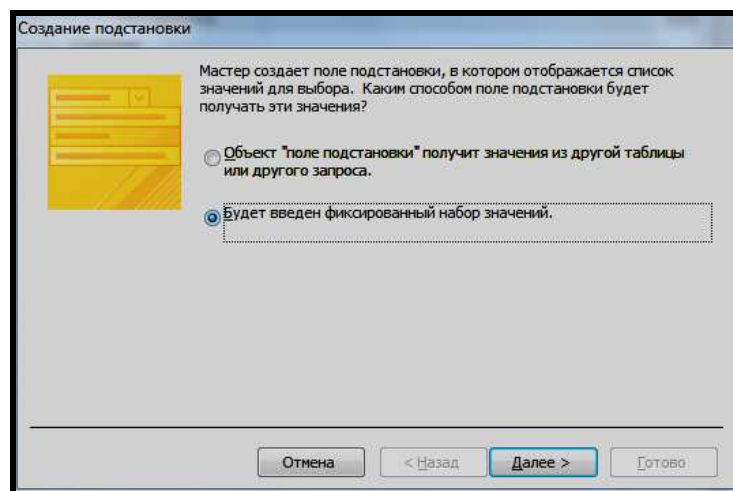 Создание подстановки
Мастер создает поле подстановки, в котором отображается список
значений для выбора. Каким способом поле подстановки будет
получать эти значения?
Объект "поле подстановки" получит значения из другой таблицы
или другого запроса.
Будет введен фиксированный набор значений.
Отмена < Назад Далее > Готово